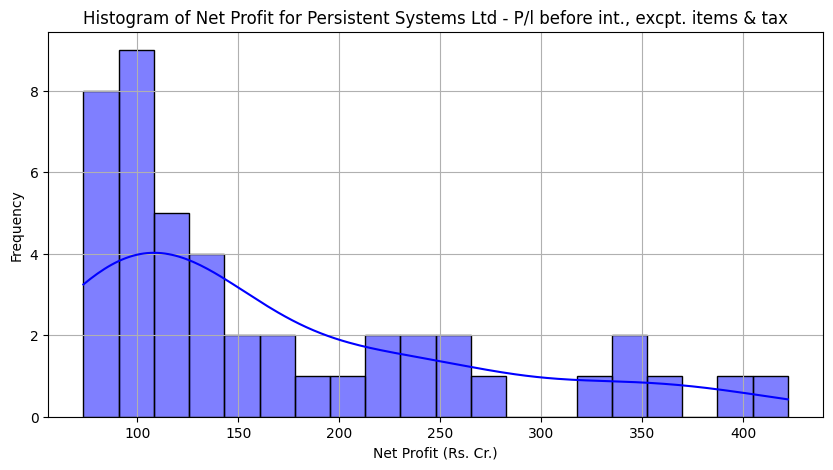 Histogram of Net Profit for Persistent Systems Ltd - P/l before int., excpt. items & tax
8
6
4
2
0
Frequency
100 150 200 250 300 350 400
Net Profit (Rs. Cr.)